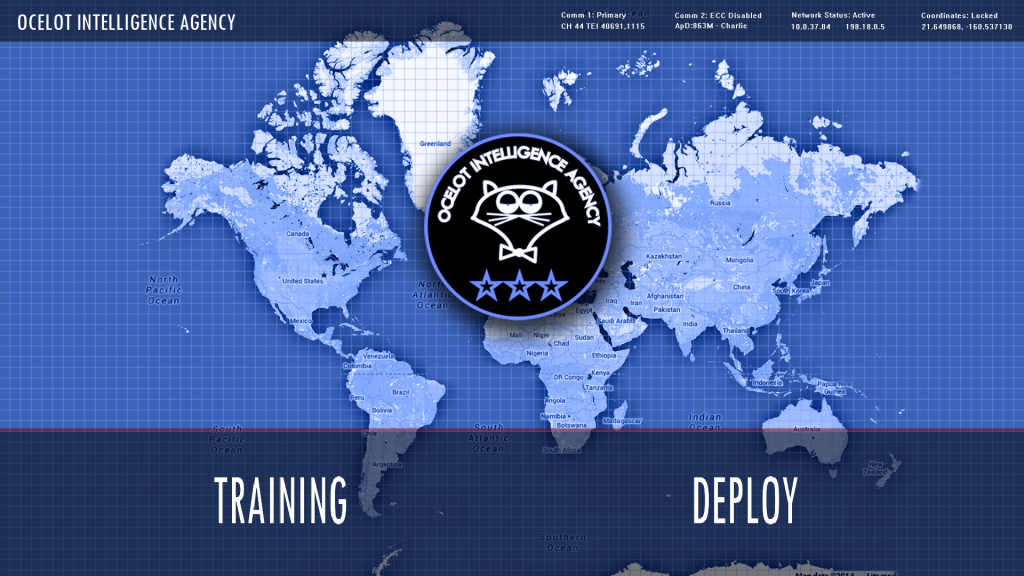 OCELOT INTELLIGENCE AGENCY
Comm 1: Primary
CH 44 TEI 40691,1115
Comm 2: ECC Disabled
ApD:863M - Charlie
Network Status: Active
10.0.37.84 198.18.0.5
Coordinates: Locked
21.649868, -160.537130
Greenland
OCELOT INTELLIGENCE AGENCY
Russia
Canada
Kazakhstan
Mongolia
North
Pacific
Ocean
United States
North
Atlantic
Ocean
China
South Korea
Japan
Iraq
Iran
Afghanistan
Pakistan
Egypt
Mexico
Saudi Arabia
India
Thailand
Mali
Niger
Chad
Sudan
Nigeria
Ethiopia
Venezuela
Colombia
DR Congo
Kenya
Tanzania
Indonesia
Papua New
Guinea
Peru
Brazil
Bolivia
Angola
Namibia
Botswana
Madagascar
Indian
Ocean
Australia
South
Pacific
Ocean
Chile
South
Atlantic
Ocean
South Africa
Argentina
New
Zealand
TRAINING
DEPLOY
Southern
Ocean